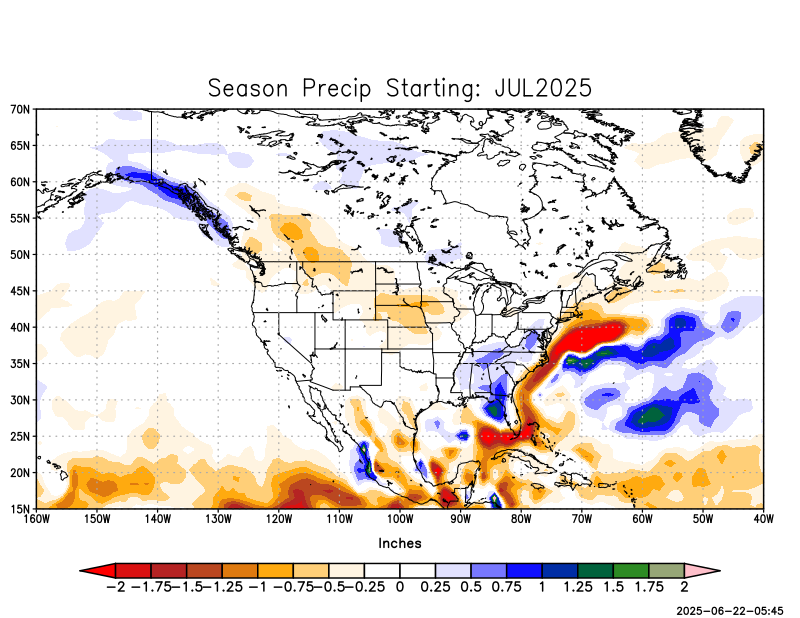 Season Precip Starting: JUL2025
70N
65N
60N
55N
50N
45N
40N
35N
30N
25N
20N
15N
160W 150W 140W 130W 120W 110W 100W 90W 80W 70W 60W 50W 40W
Inches
-2 -1.75-1.5-1.25 -1 -0.75-0.5-0.25 0 0.25 0.5 0.75 1 1.25 1.5 1.75 2
2025-06-22-05:45